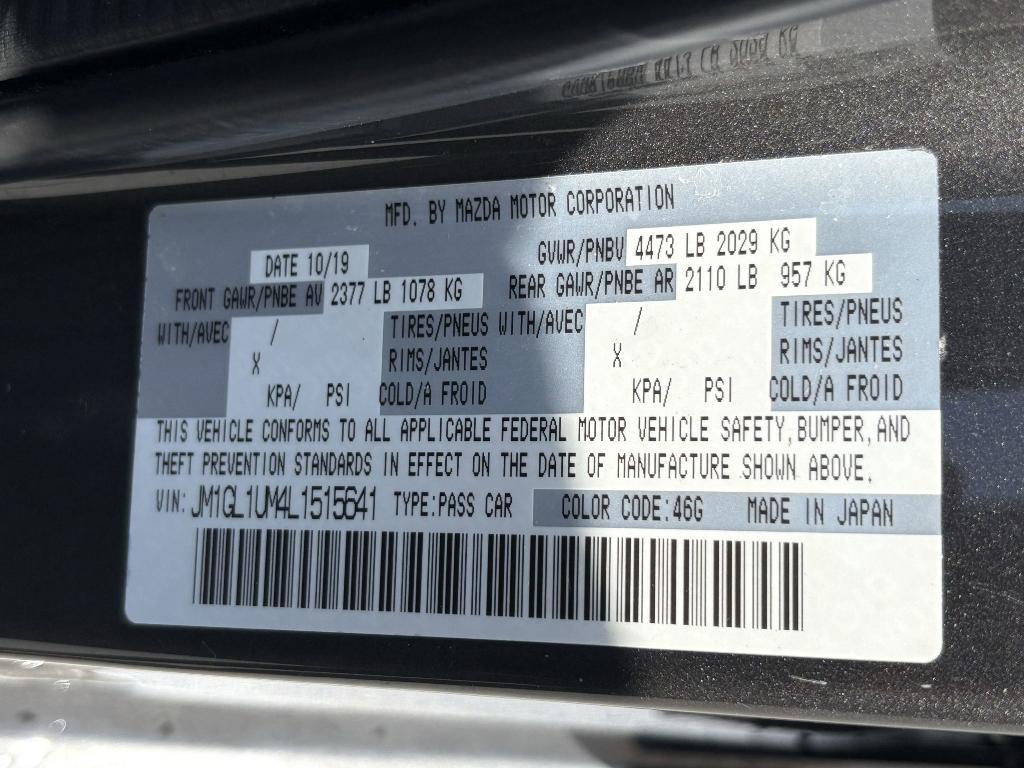 MFD. BY MAZDA MOTOR CORPORATION
DATE 10/19 GVWR/PNBV 4473 LB 2029 KG
FRONT GAWR/PNBE AV 2377 LB 1078 KG REAR GAWR/PNBE AR 2110 LB 957 KG
WITH/AVEC / TIRES/PNEUS WITH/AVEC / TIRES/PNEUS
X RIMS/JANTES X RIMS/JANTES
KPA/ PSI COLD/A FROID KPA/ PSI COLD/A FROID
THIS VEHICLE CONFORMS TO ALL APPLICABLE FEDERAL MOTOR VEHICLE SAFETY, BUMPER, AND
THEFT PREVENTION STANDARDS IN EFFECT ON THE DATE OF MANUFACTURE SHOWN ABOVE.
VIN: JM1GL1UM4L1515641 TYPE:PASS CAR COLOR CODE:46G MADE IN JAPAN